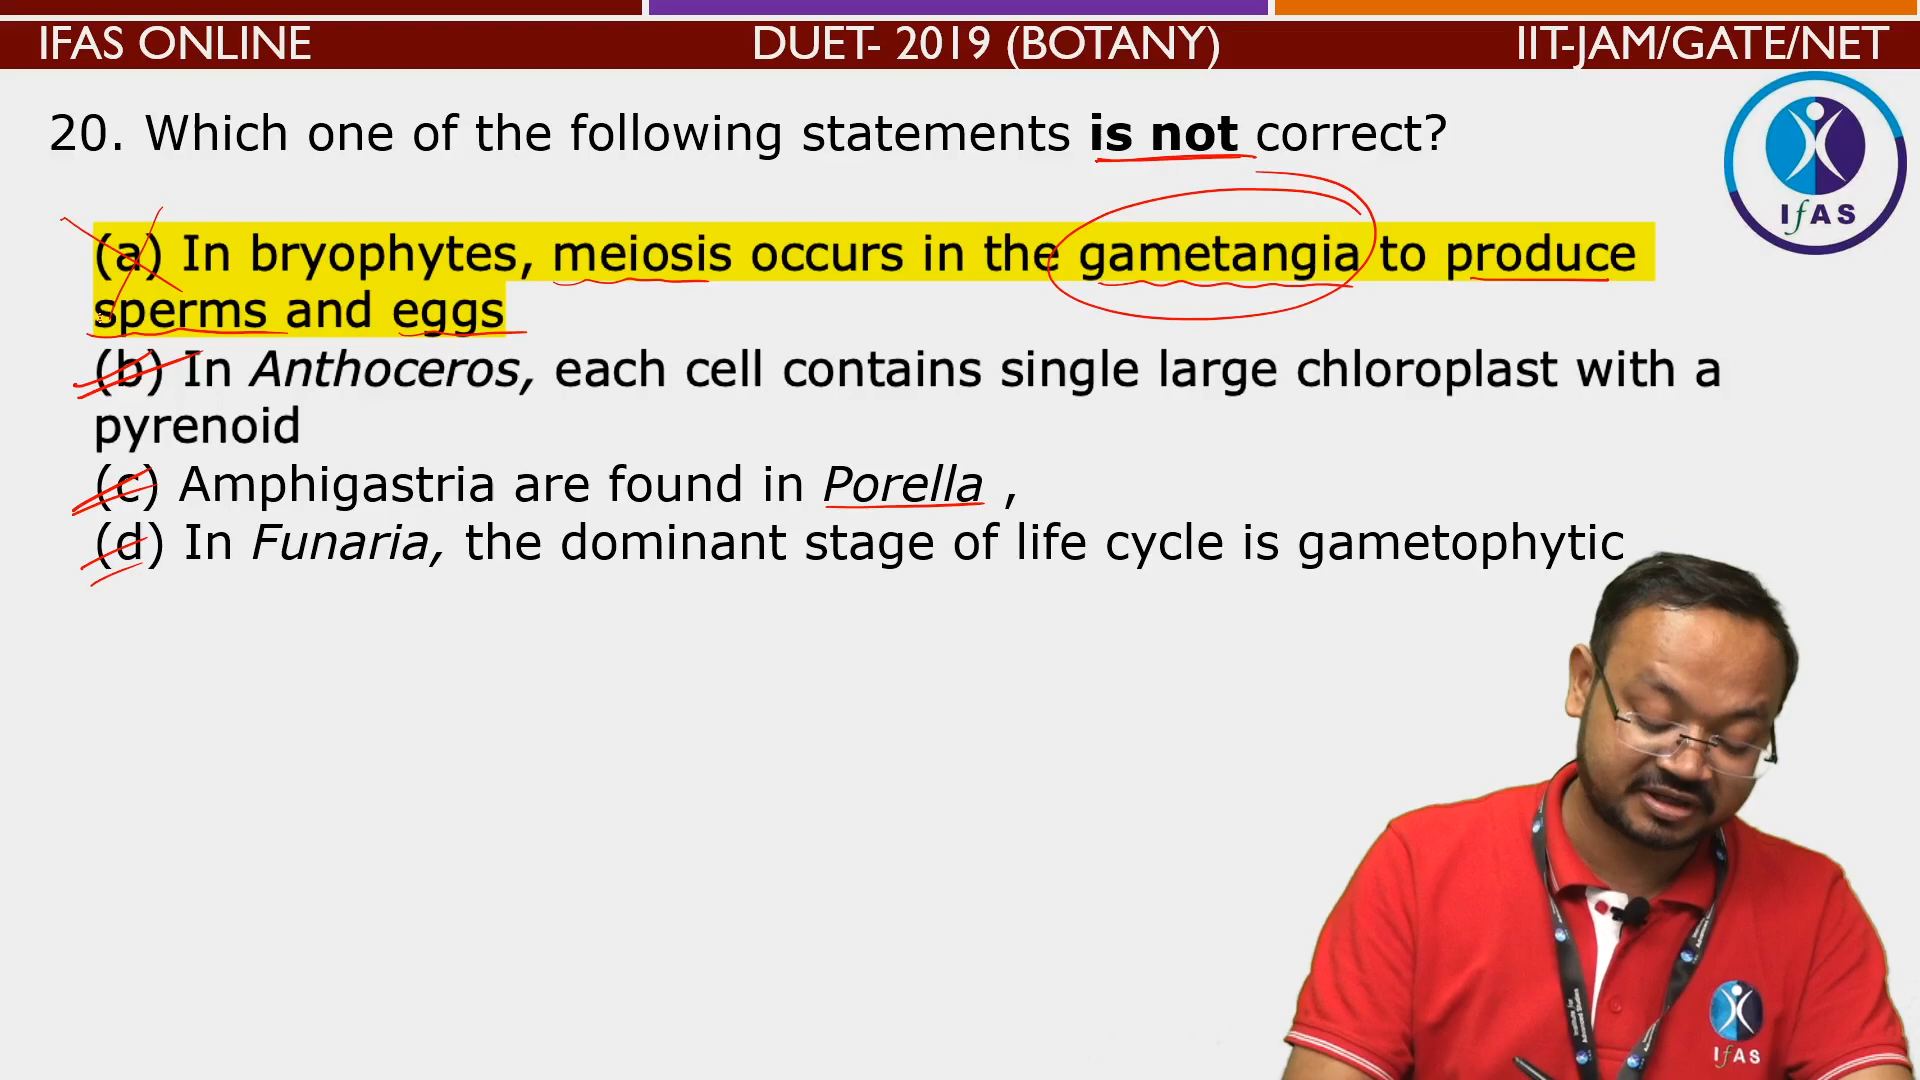 IFAS ONLINE
DUET- 2019 (BOTANY)
IIT-JAM/GATE/NET
20. Which one of the following statements is not correct?
IfAS
(a) In bryophytes, meiosis occurs in the gametangia to produce
sperms and eggs
(b) In Anthoceros, each cell contains single large chloroplast with a
pyrenoid
(c) Amphigastria are found in Porella ,
(d) In Funaria, the dominant stage of life cycle is gametophytic
IfAS